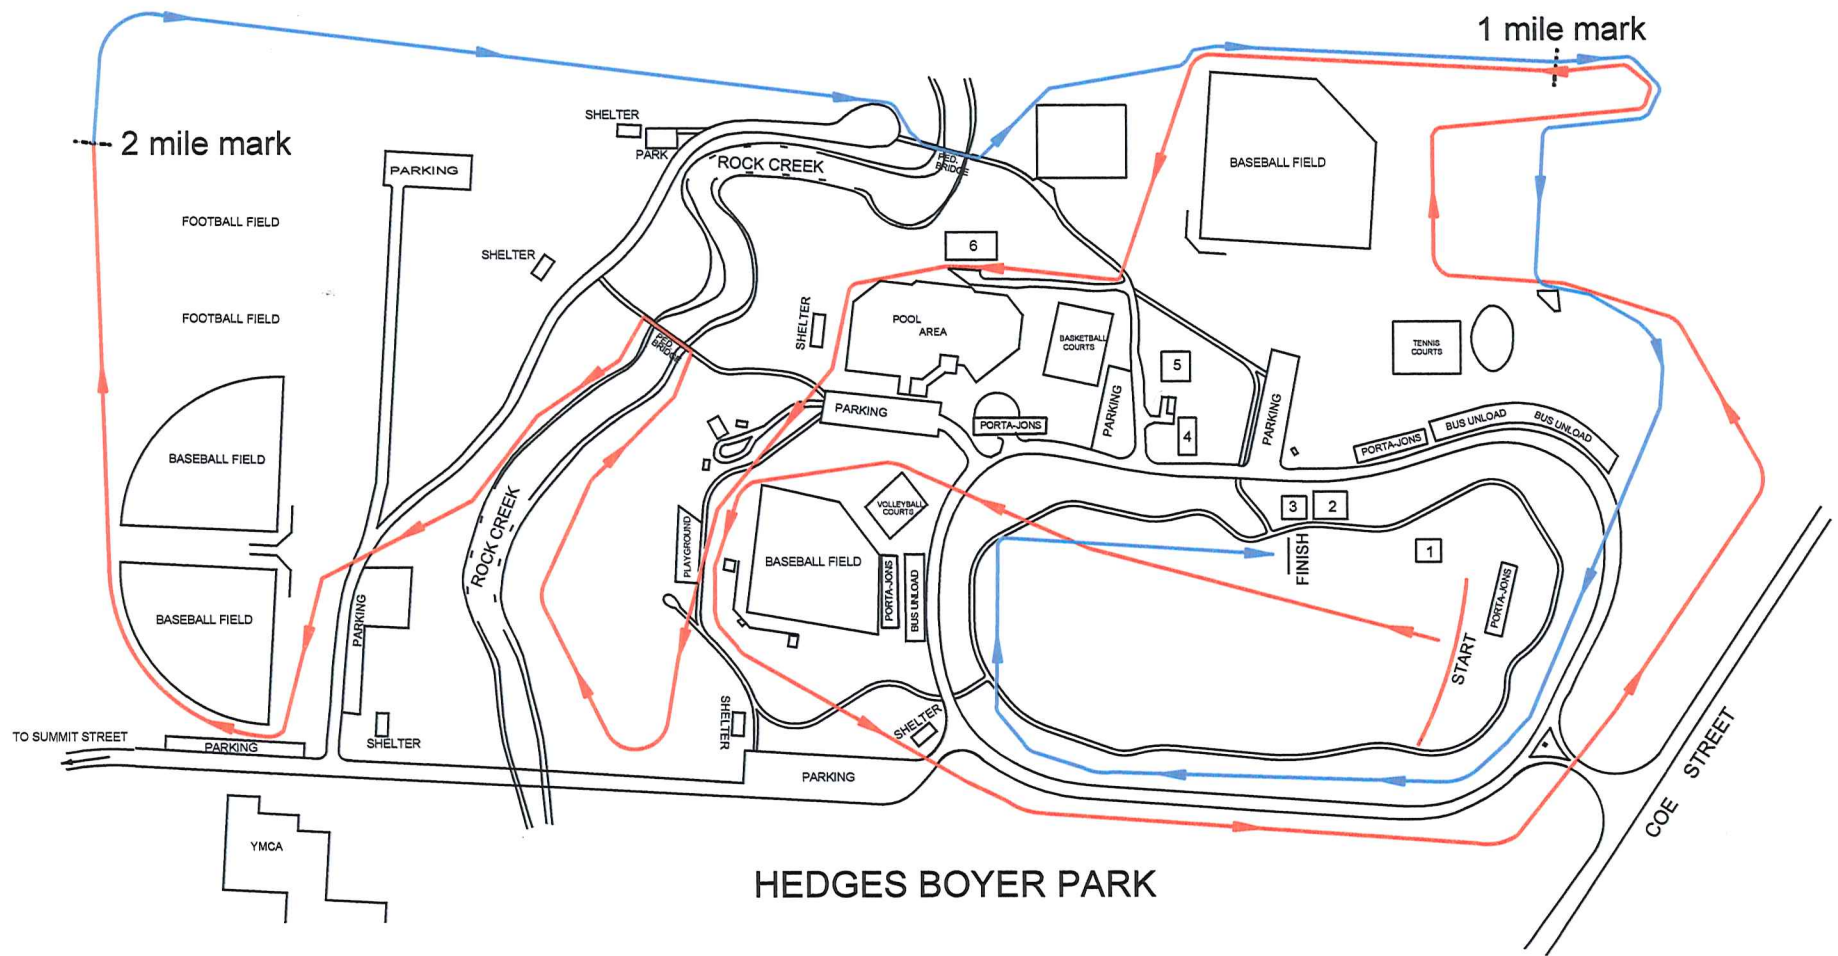 1 mile mark
2 mile mark
SHELTER
PARK
PARKING
ROCK CREEK
PED.
BRIDGE
BASEBALL FIELD
FOOTBALL FIELD
SHELTER
6
FOOTBALL FIELD
SHELTER
POOL
AREA
BASKETBALL
COURTS
TENNIS
COURTS
PED.
BRIDGE
5
PARKING
PARKING
PARKING
PORTA-JONS
4
PORTA-JONS
BUS UNLOAD
BUS UNLOAD
BASEBALL FIELD
ROCK CREEK
VOLLEYBALL
COURTS
3
2
PLAYGROUND
BASEBALL FIELD
PORTA-JONS
BUS UNLOAD
FINISH
1
PORTA-JONS
START
BASEBALL FIELD
PARKING
SHELTER
SHELTER
SHELTER
TO SUMMIT STREET
PARKING
PARKING
COE STREET
YMCA
HEDGES BOYER PARK